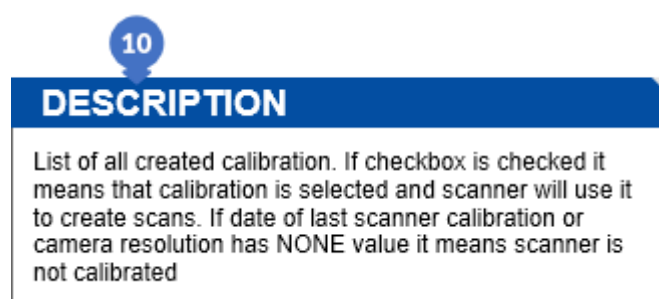 10
DESCRIPTION
List of all created calibration. If checkbox is checked it
means that calibration is selected and scanner will use it
to create scans. If date of last scanner calibration or
camera resolution has NONE value it means scanner is
not calibrated